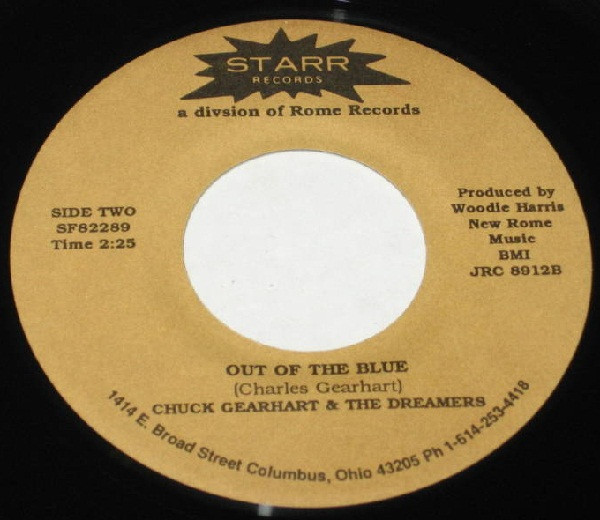 STARR
RECORDS
a divsion of Rome Records
SIDE TWO
SF82289
Time 2:25
Produced by
Woodie Harris
New Rome
Music
BMI
JRC 8912B
OUT OF THE BLUE
(Charles Gearhart)
CHUCK GEARHART & THE DREAMERS
1414 E. Broad Street Columbus, Ohio 43205 Ph 1-614-253-4418